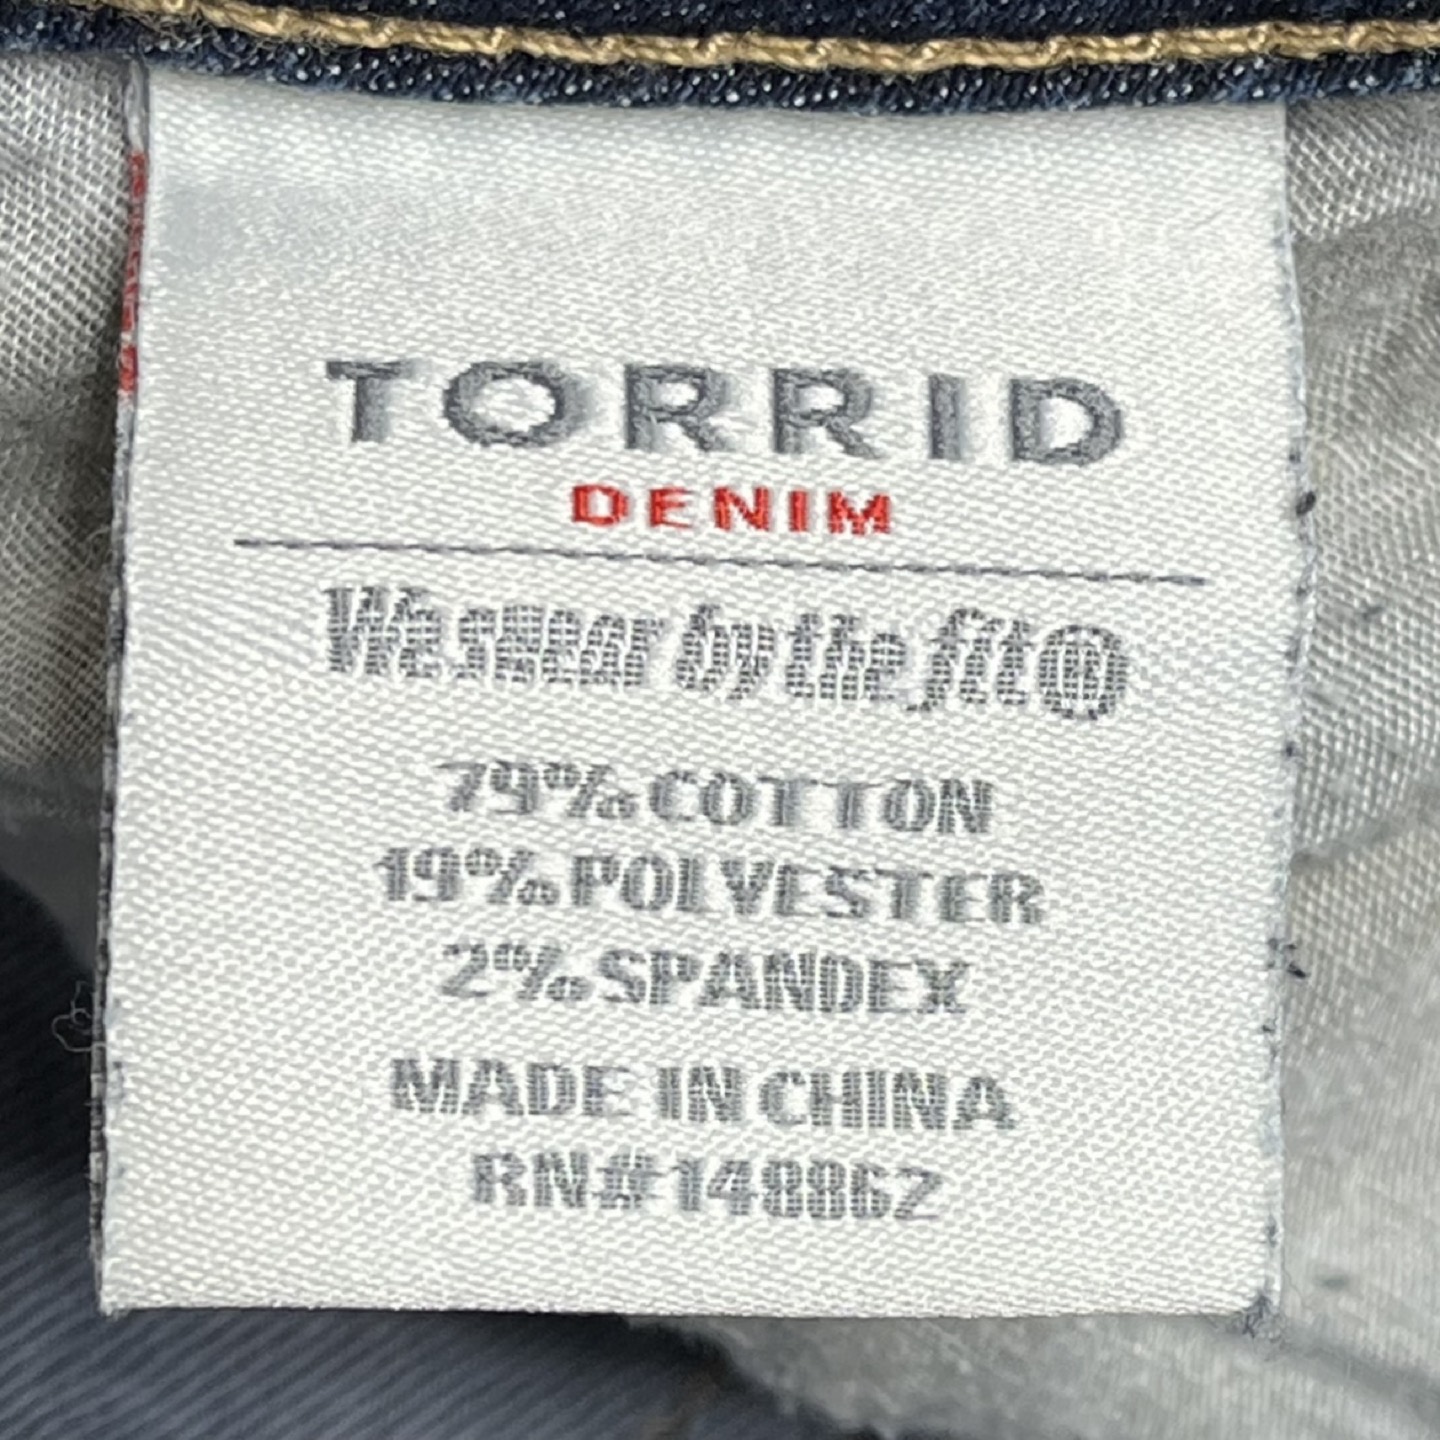 TORRID
DENIM
We swear by the fit®
79% COTTON
19% POLYESTER
2% SPANDEX
MADE IN CHINA
RN#148862